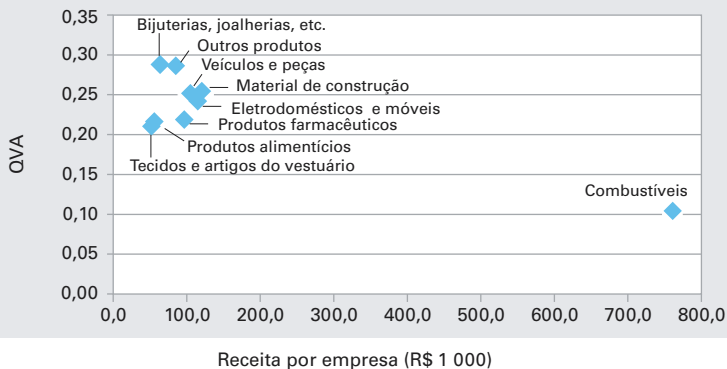 0,35
Bijuterias, joalherias, etc.
Outros produtos
0,30
Veículos e peças
Material de construção
0,25
Eletrodomésticos e móveis
Produtos farmacêuticos
0,20
Produtos alimentícios
Tecidos e artigos do vestuário
QVA
0,15
Combustíveis
0,10
0,05
0,00
0,0 100,0 200,0 300,0 400,0 500,0 600,0 700,0 800,0
Receita por empresa (R$ 1 000)